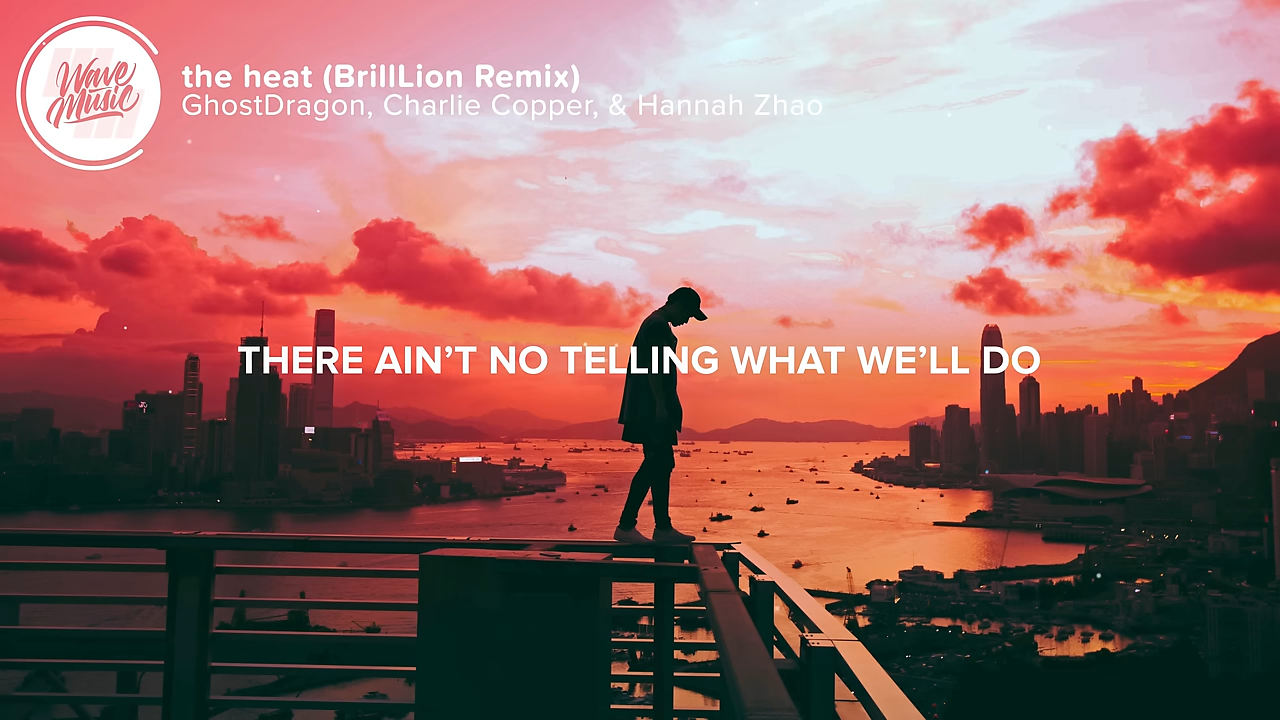 Wave
Music
the heat (BrillLion Remix)
GhostDragon, Charlie Copper, & Hannah Zhao
THERE AIN’T NO TELLING WHAT WE’LL DO